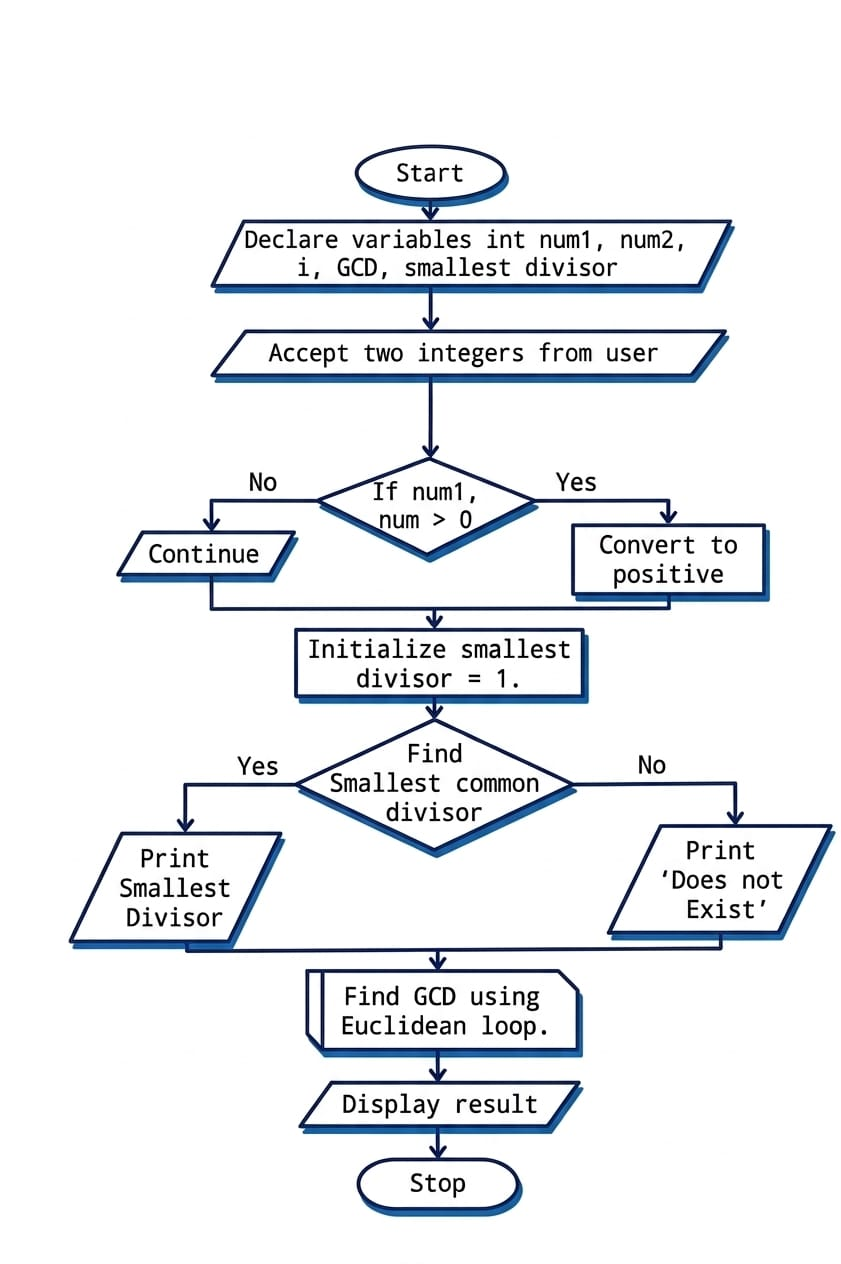 Start
Declare variables int num1, num2,
i, GCD, smallest divisor
Accept two integers from user
No
If num1,
num > 0
Yes
Continue
Convert to
positive
Initialize smallest
divisor = 1.
Yes
Find
Smallest common
divisor
No
Print
Smallest
Divisor
Print
‘Does not
Exist’
Find GCD using
Euclidean loop.
Display result
Stop